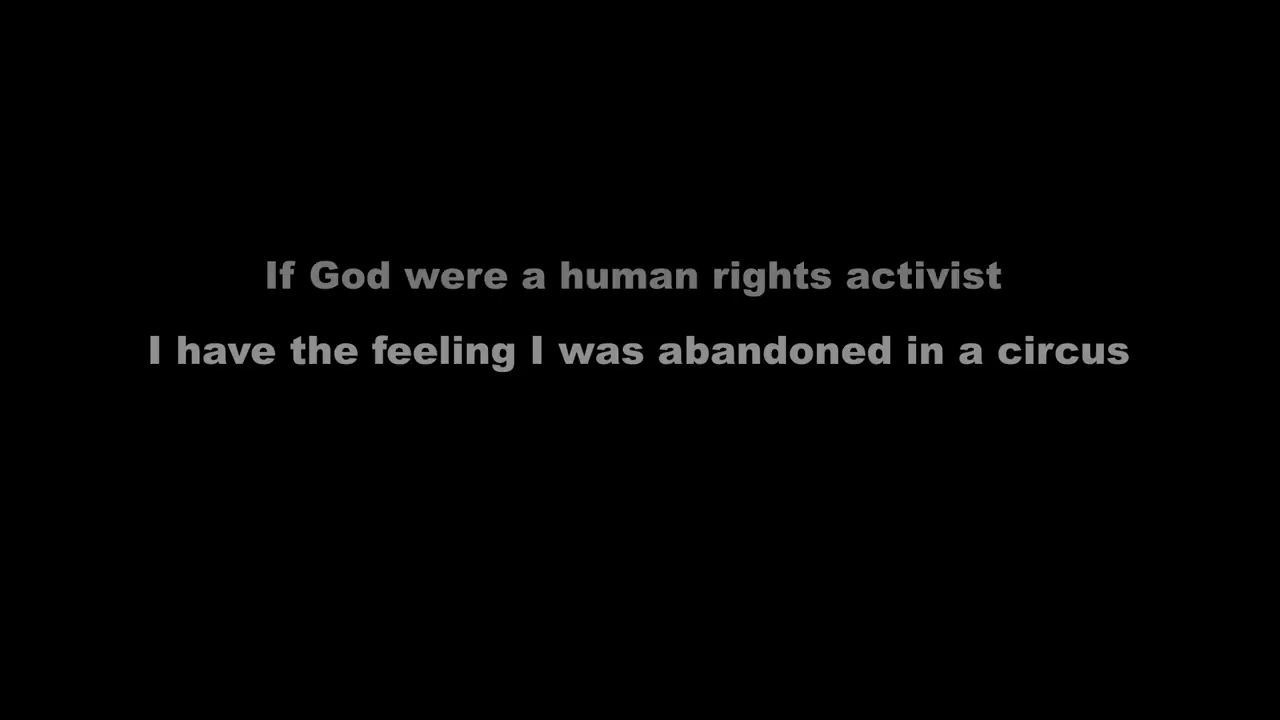 If God were a human rights activist
I have the feeling I was abandoned in a circus